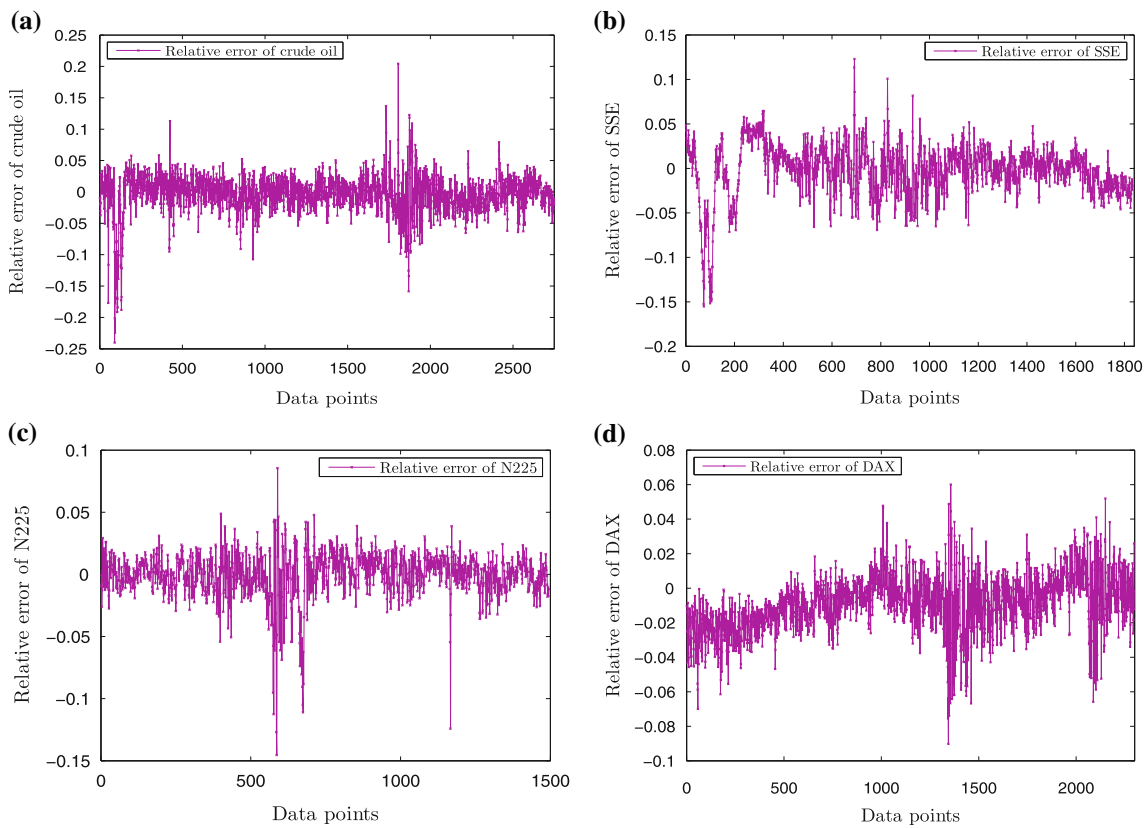 (a)
0.25
0.2
0.15
0.1
0.05
0
−0.05
−0.1
−0.15
−0.2
−0.25
Relative error of crude oil
Relative error of crude oil
0 500 1000 1500 2000 2500
Data points
(b)
0.15
0.1
0.05
0
−0.05
−0.1
−0.15
−0.2
Relative error of SSE
Relative error of SSE
0 200 400 600 800 1000 1200 1400 1600 1800
Data points
(c)
0.1
0.05
0
−0.05
−0.1
−0.15
Relative error of N225
Relative error of N225
0 500 1000 1500
Data points
(d)
0.08
0.06
0.04
0.02
0
−0.02
−0.04
−0.06
−0.08
−0.1
Relative error of DAX
Relative error of DAX
0 500 1000 1500 2000
Data points